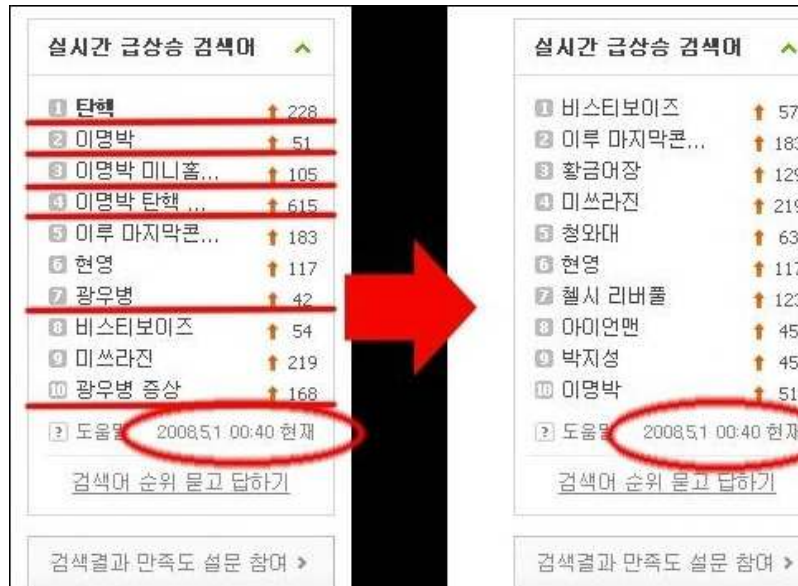 실시간 급상승 검색어
1 탄핵 228
2 이명박 51
3 이명박 미니홈... 105
4 이명박 탄핵 ... 615
5 이루 마지막콘... 183
6 현영 117
7 광우병 42
8 비스티보이즈 54
9 미쓰라진 219
10 광우병 증상 168
? 도움말 2008.5.1 00:40 현재
검색어 순위 묻고 답하기
검색결과 만족도 설문 참여 >
실시간 급상승 검색어
1 비스티보이즈 57
2 이루 마지막콘... 183
3 황금어장 129
4 미쓰라진 219
5 청와대 63
6 현영 117
7 첼시 리버풀 123
8 아이언맨 45
9 박지성 45
10 이명박 51
? 도움말 2008.5.1 00:40 현재
검색어 순위 묻고 답하기
검색결과 만족도 설문 참여 >